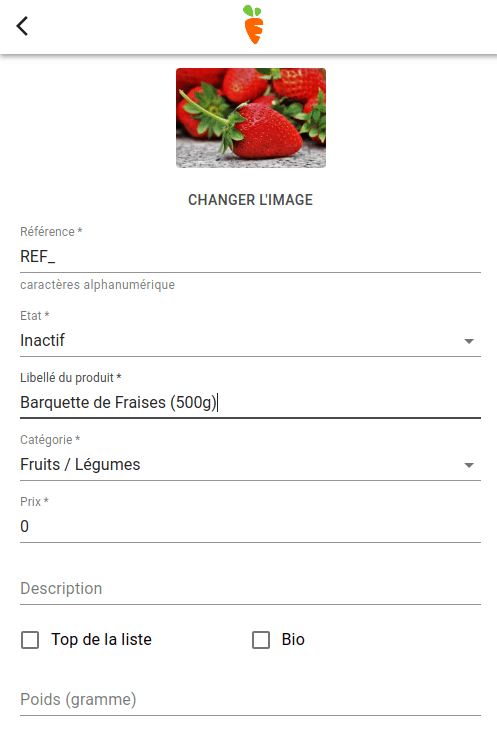 CHANGER L'IMAGE
Référence *
REF_
caractères alphanumérique
Etat *
Inactif
Libellé du produit *
Barquette de Fraises (500g)
Catégorie *
Fruits / Légumes
Prix *
0
Description
Top de la liste Bio
Poids (gramme)